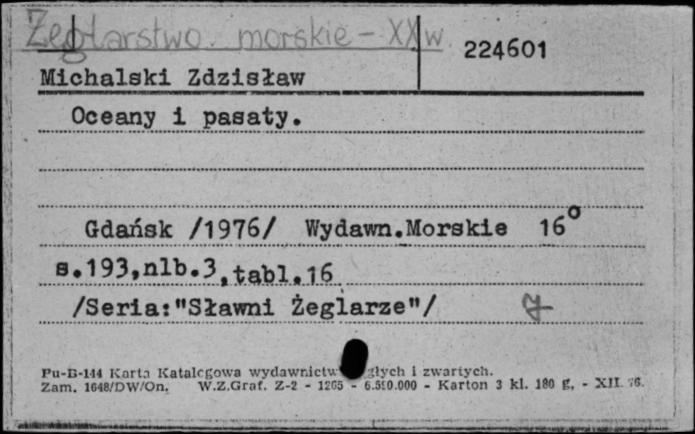 Żeglarstwo morskie - XX w
224601
Michalski Zdzisław
Oceany i pasaty.
Gdańsk /1976/ Wydawn.Morskie 16°
s.193,nlb.3,tabl.16
/Seria:"Sławni Żeglarze"/
Pu-B-144 Karta Katalogowa wydawnictw głych i zwartych.
Zam. 1648/DW/On. W.Z.Graf. Z-2 - 1265 - 6.500.000 - Karton 3 kl. 180 g. - XII. 76.